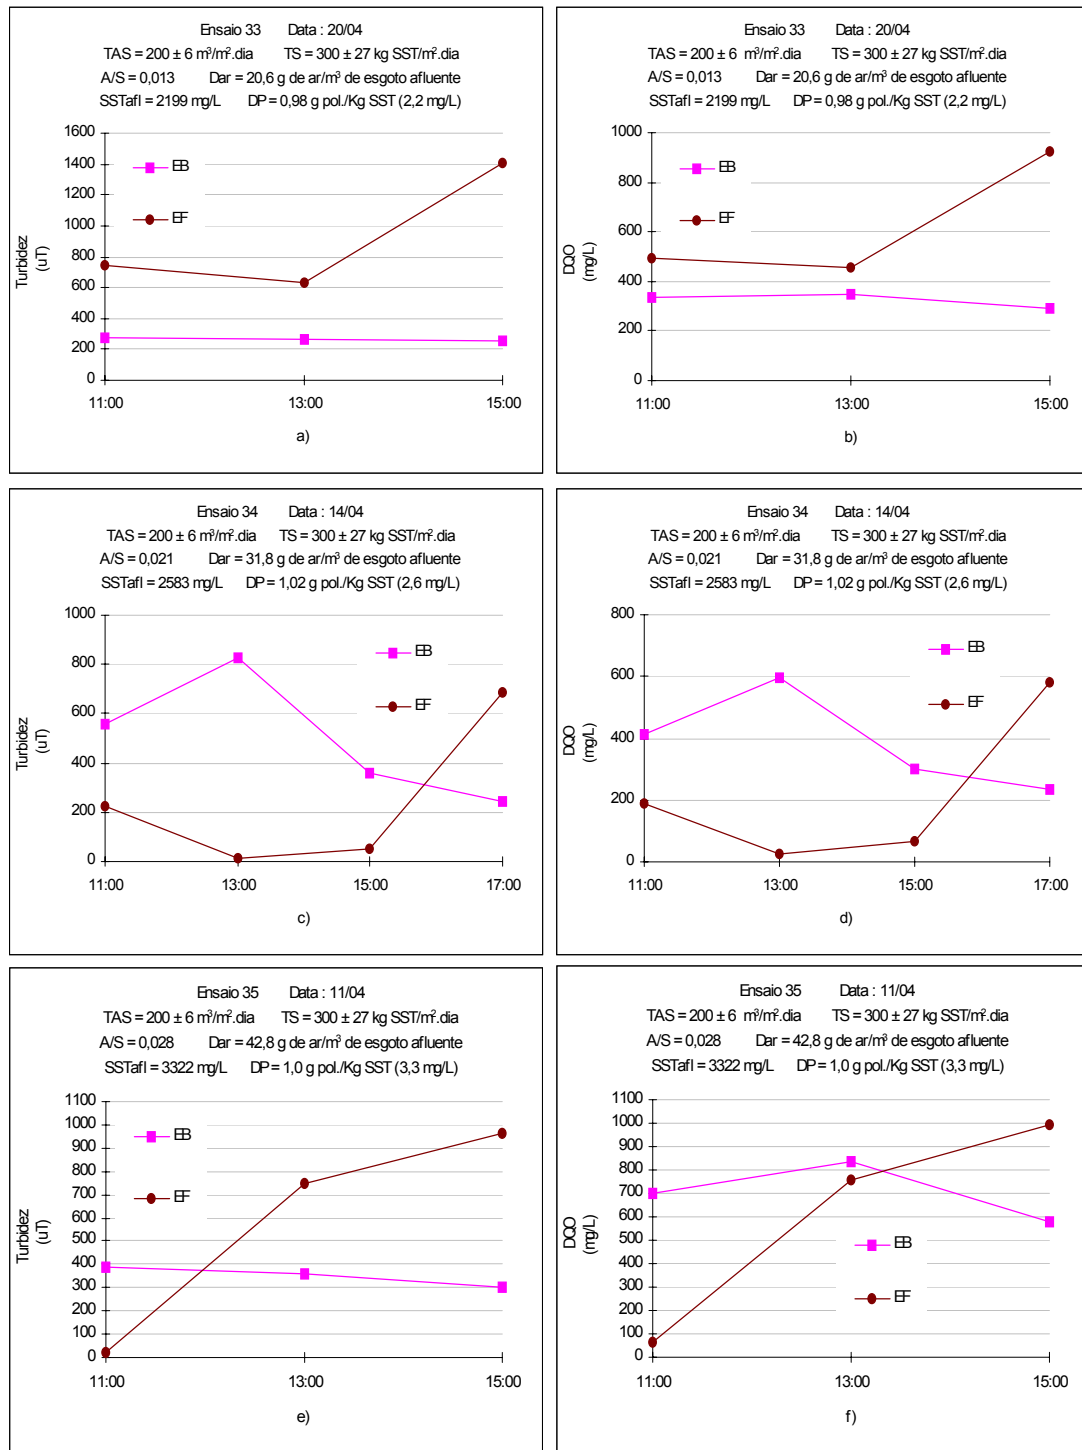 Ensaio 33 Data : 20/04
TAS = 200 ± 6 m³/m².dia TS = 300 ± 27 kg SST/m².dia
A/S = 0,013 Dar = 20,6 g de ar/m³ de esgoto afluente
SSTafl = 2199 mg/L DP = 0,98 g pol./Kg SST (2,2 mg/L)
1600
1400
1200
1000
800
600
400
200
0
Turbidez
(uT)
EB
EF
11:00 13:00 15:00
a)
Ensaio 33 Data : 20/04
TAS = 200 ± 6 m³/m².dia TS = 300 ± 27 kg SST/m².dia
A/S = 0,013 Dar = 20,6 g de ar/m³ de esgoto afluente
SSTafl = 2199 mg/L DP = 0,98 g pol./Kg SST (2,2 mg/L)
1000
800
600
400
200
0
DQO
(mg/L)
EB
EF
11:00 13:00 15:00
b)
Ensaio 34 Data : 14/04
TAS = 200 ± 6 m³/m².dia TS = 300 ± 27 kg SST/m².dia
A/S = 0,021 Dar = 31,8 g de ar/m³ de esgoto afluente
SSTafl = 2583 mg/L DP = 1,02 g pol./Kg SST (2,6 mg/L)
1000
800
600
400
200
0
Turbidez
(uT)
EB
EF
11:00 13:00 15:00 17:00
c)
Ensaio 34 Data : 14/04
TAS = 200 ± 6 m³/m².dia TS = 300 ± 27 kg SST/m².dia
A/S = 0,021 Dar = 31,8 g de ar/m³ de esgoto afluente
SSTafl = 2583 mg/L DP = 1,02 g pol./Kg SST (2,6 mg/L)
800
600
400
200
0
DQO
(mg/L)
EB
EF
11:00 13:00 15:00 17:00
d)
Ensaio 35 Data : 11/04
TAS = 200 ± 6 m³/m².dia TS = 300 ± 27 kg SST/m².dia
A/S = 0,028 Dar = 42,8 g de ar/m³ de esgoto afluente
SSTafl = 3322 mg/L DP = 1,0 g pol./Kg SST (3,3 mg/L)
1100
1000
900
800
700
600
500
400
300
200
100
0
Turbidez
(uT)
EB
EF
11:00 13:00 15:00
e)
Ensaio 35 Data : 11/04
TAS = 200 ± 6 m³/m².dia TS = 300 ± 27 kg SST/m².dia
A/S = 0,028 Dar = 42,8 g de ar/m³ de esgoto afluente
SSTafl = 3322 mg/L DP = 1,0 g pol./Kg SST (3,3 mg/L)
1100
1000
900
800
700
600
500
400
300
200
100
0
DQO
(mg/L)
EB
EF
11:00 13:00 15:00
f)